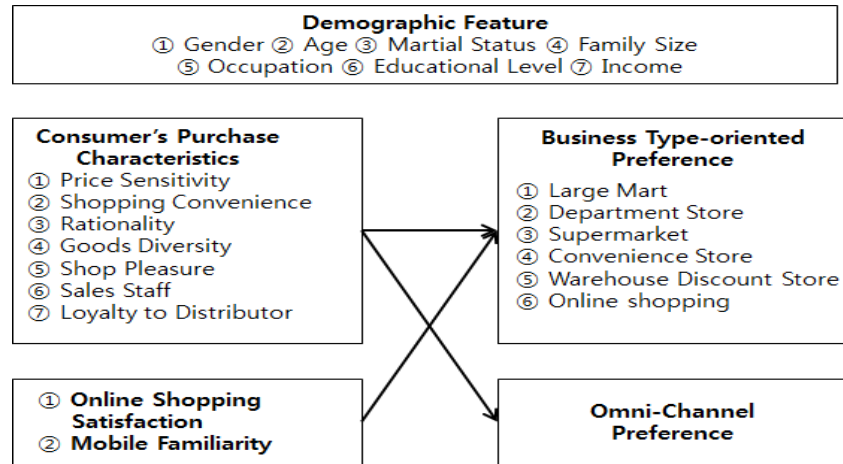 Demographic Feature
① Gender ② Age ③ Martial Status ④ Family Size
⑤ Occupation ⑥ Educational Level ⑦ Income
Consumer's Purchase
Characteristics
① Price Sensitivity
② Shopping Convenience
③ Rationality
④ Goods Diversity
⑤ Shop Pleasure
⑥ Sales Staff
⑦ Loyalty to Distributor
Business Type-oriented
Preference
① Large Mart
② Department Store
③ Supermarket
④ Convenience Store
⑤ Warehouse Discount Store
⑥ Online shopping
① Online Shopping
Satisfaction
② Mobile Familiarity
Omni-Channel
Preference